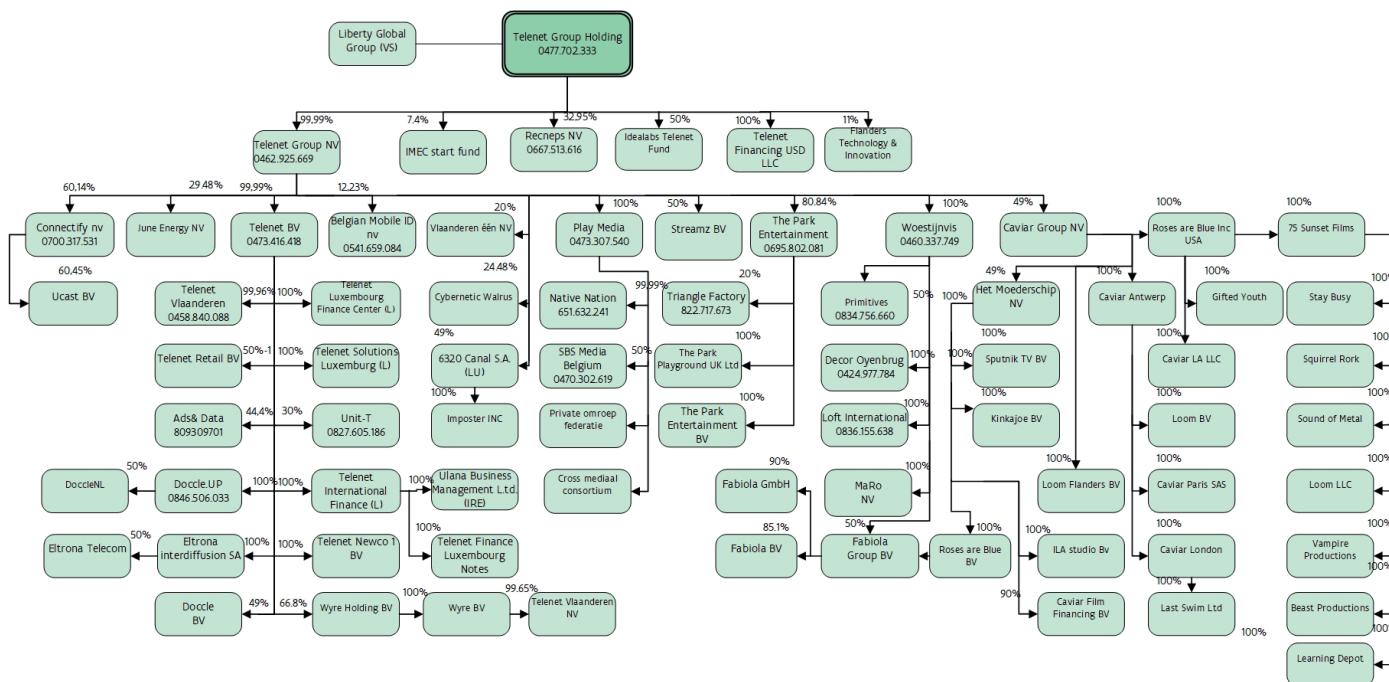 Liberty Global
Group (VS)
Telenet Group Holding
0477.702.333
99,99%
7.4%
32,95%
50%
100%
11%
Telenet Group NV
0462.925.669
IMEC start fund
Recneps NV
0667.513.616
Idealabs Telenet
Fund
Telenet
Financing USD
LLC
Flanders
Technology &
Innovation
60,14%
29.48%
99,99%
12,23%
20%
100%
50%
80.84%
100%
49%
100%
100%
Connectify nv
0700.317.531
June Energy NV
Telenet BV
0473.416.418
Belgian Mobile ID
nv
0541.659.084
Vlaanderen één NV
Play Media
0473.307.540
Streamz BV
The Park
Entertainment
0695.802.081
Woestijnvis
0460.337.749
Caviar Group NV
Roses are Blue Inc
USA
75 Sunset Films
60,45%
Ucast BV
Telenet
Vlaanderen
0458.840.088
99,96%
100%
Telenet
Luxembourg
Finance Center (L)
24.48%
Cybernetic Walrus
99,99%
Native Nation
651.632.241
20%
Triangle Factory
822.717.673
Primitives
0834.756.660
50%
100%
49%
Het Moederschip
NV
100%
Caviar Antwerp
100%
Gifted Youth
100%
Stay Busy
Telenet Retail BV
50%-1
100%
Telenet Solutions
Luxemburg (L)
49%
6320 Canal S.A.
(LU)
SBS Media
Belgium
0470.302.619
50%
The Park
Playground UK Ltd
Decor Oyenbrug
0424.977.784
100%
100%
Sputnik TV BV
100%
Caviar LA LLC
Squirrel Rork
100%
Ads& Data
809309701
44,4%
30%
Unit-T
0827.605.186
100%
Imposter INC
Private omroep
federatie
100%
The Park
Entertainment
BV
Loft International
0836.155.638
100%
100%
Kinkajoe BV
100%
Loom BV
Sound of Metal
100%
50%
DoccleNL
Doccle.UP
0846.506.033
100%
100%
Telenet
International
Finance (L)
100%
Ulana Business
Management L.td.
(IRE)
Cross mediaal
consortium
90%
Fabiola GmbH
MaRo
NV
100%
100%
Loom Flanders BV
100%
Caviar Paris SAS
Loom LLC
100%
50%
Eltrona Telecom
Eltrona
interdiffusion SA
100%
100%
Telenet Newco 1
BV
100%
Telenet Finance
Luxembourg
Notes
85.1%
Fabiola BV
50%
Fabiola
Group BV
100%
Roses are Blue
BV
100%
ILA studio Bv
100%
Caviar London
Vampire
Productions
100%
100%
Doccle
BV
49%
66.8%
Wyre Holding BV
100%
Wyre BV
99.65%
Telenet Vlaanderen
NV
90%
Caviar Film
Financing BV
100%
Last Swim Ltd
100%
Beast Productions
100%
100%
Learning Depot